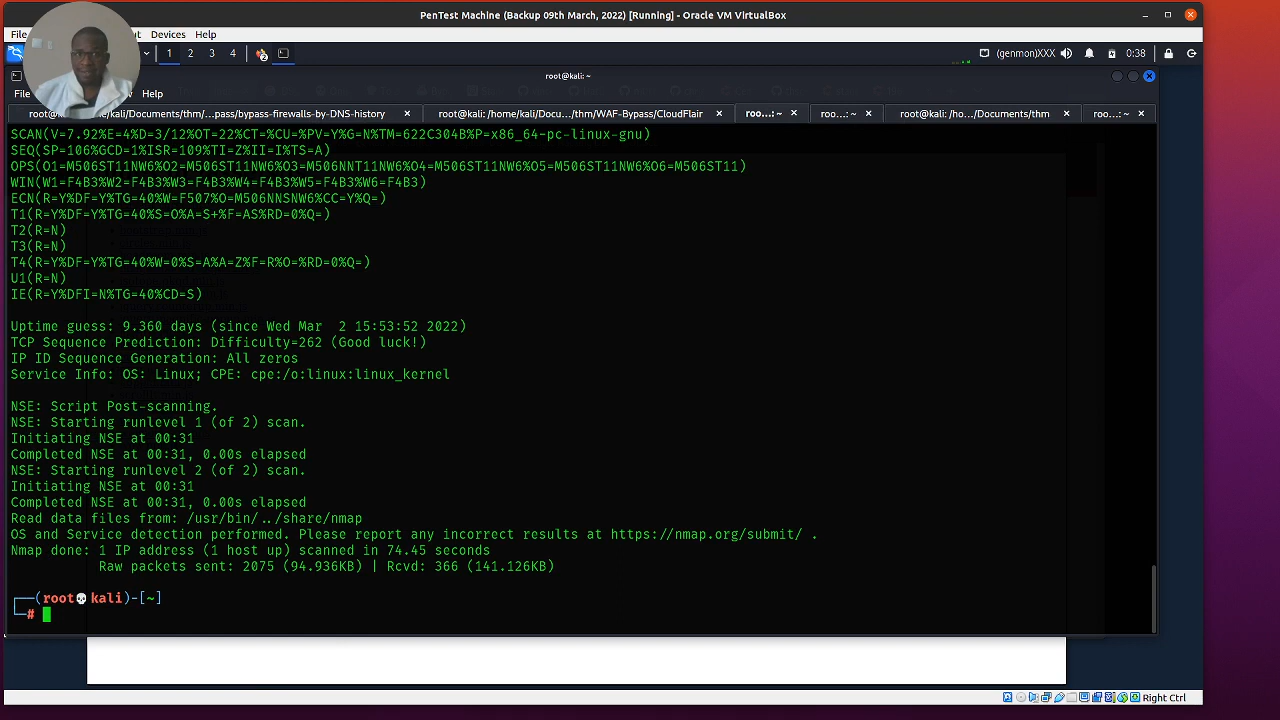 PenTest Machine (Backup 09th March, 2022) [Running] - Oracle VM VirtualBox
File Devices Help
1 2 3 4 2 (genmon)XXX 0:38
root@kali: ~
File Help
root@ /home/kali/Documents/thm/...pass/bypass-firewalls-by-DNS-history root@kali: /home/kali/Docu.../thm/WAF-Bypass/CloudFlair roo...: ~ roo...: ~ root@kali: /ho.../Documents/thm roo...: ~
SCAN(V=7.92%E=4%D=3/12%OT=22%CT=%CU=%PV=Y%G=N%TM=622C304B%P=x86_64-pc-linux-gnu)
SEQ(SP=106%GCD=1%ISR=109%TI=Z%II=I%TS=A)
OPS(O1=M506ST11NW6%O2=M506ST11NW6%O3=M506NNT11NW6%O4=M506ST11NW6%O5=M506ST11NW6%O6=M506ST11)
WIN(W1=F4B3%W2=F4B3%W3=F4B3%W4=F4B3%W5=F4B3%W6=F4B3)
ECN(R=Y%DF=Y%TG=40%W=F507%O=M506NNSNW6%CC=Y%Q=)
T1(R=Y%DF=Y%TG=40%S=O%A=S+%F=AS%RD=0%Q=)
T2(R=N)
T3(R=N)
T4(R=Y%DF=Y%TG=40%W=0%S=A%A=Z%F=R%O=%RD=0%Q=)
U1(R=N)
IE(R=Y%DFI=N%TG=40%CD=S)
Uptime guess: 9.360 days (since Wed Mar  2 15:53:52 2022)
TCP Sequence Prediction: Difficulty=262 (Good luck!)
IP ID Sequence Generation: All zeros
Service Info: OS: Linux; CPE: cpe:/o:linux:linux_kernel
NSE: Script Post-scanning.
NSE: Starting runlevel 1 (of 2) scan.
Initiating NSE at 00:31
Completed NSE at 00:31, 0.00s elapsed
NSE: Starting runlevel 2 (of 2) scan.
Initiating NSE at 00:31
Completed NSE at 00:31, 0.00s elapsed
Read data files from: /usr/bin/../share/nmap
OS and Service detection performed. Please report any incorrect results at https://nmap.org/submit/ .
Nmap done: 1 IP address (1 host up) scanned in 74.45 seconds
Raw packets sent: 2075 (94.936KB) | Rcvd: 366 (141.126KB)
(root💀kali)-[~]
#
Right Ctrl